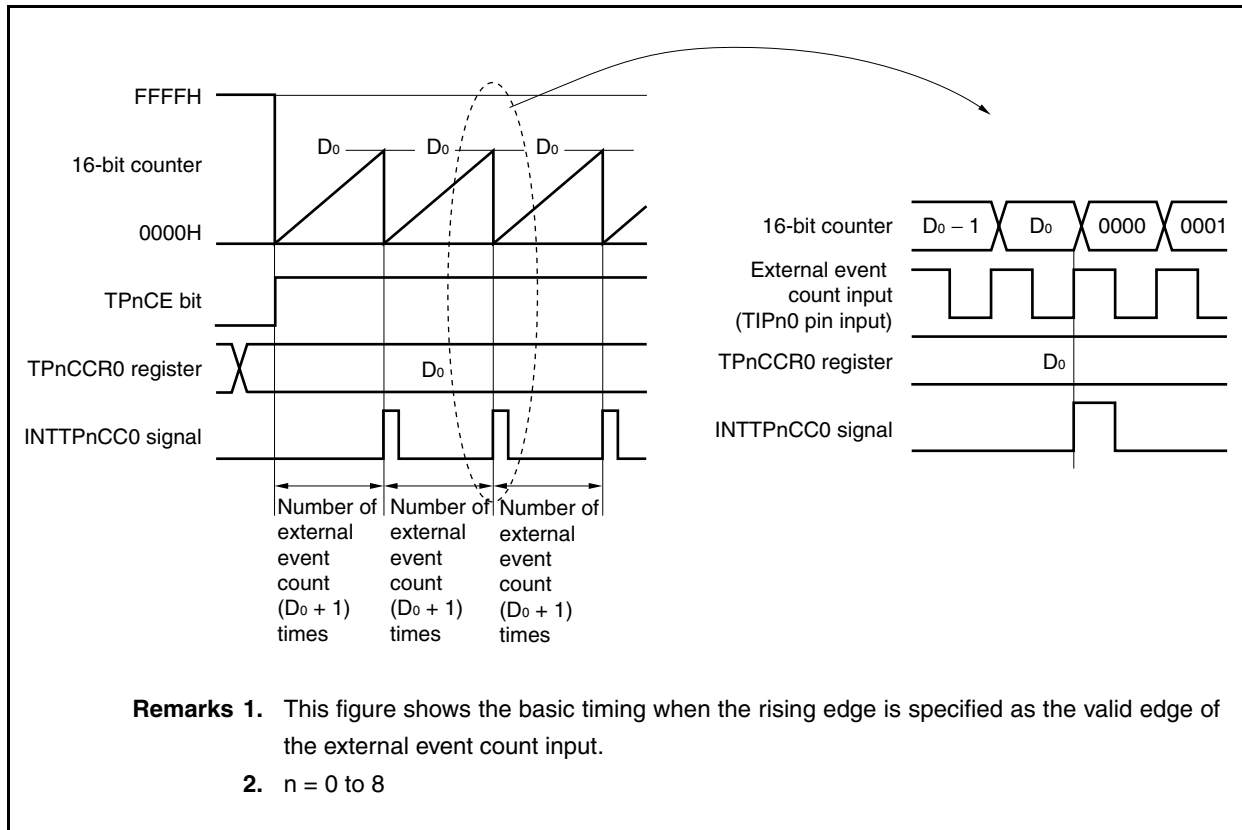 FFFFH
16-bit counter
0000H
D0 D0 D0
TPnCE bit
TPnCCR0 register
D0
INTTPnCC0 signal
Number of
external
event
count
(D0 + 1)
times
Number of
external
event
count
(D0 + 1)
times
Number of
external
event
count
(D0 + 1)
times
16-bit counter
D0 − 1 D0 0000 0001
External event
count input
(TIPn0 pin input)
TPnCCR0 register
D0
INTTPnCC0 signal
Remarks 1. This figure shows the basic timing when the rising edge is specified as the valid edge of
the external event count input.
2. n = 0 to 8